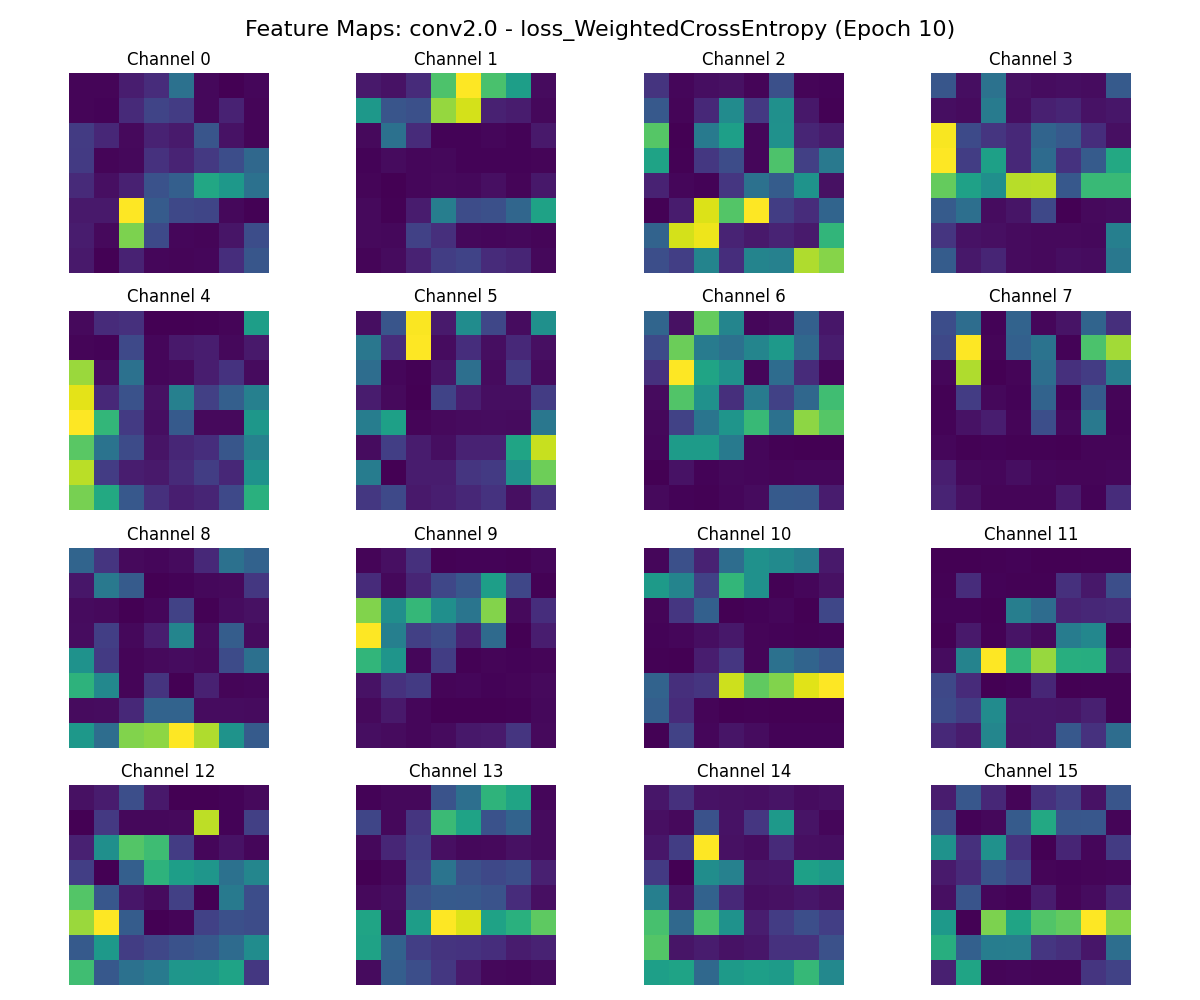 Feature Maps: conv2.0 - loss_WeightedCrossEntropy (Epoch 10)
Channel 0
Channel 1
Channel 2
Channel 3
Channel 4
Channel 5
Channel 6
Channel 7
Channel 8
Channel 9
Channel 10
Channel 11
Channel 12
Channel 13
Channel 14
Channel 15